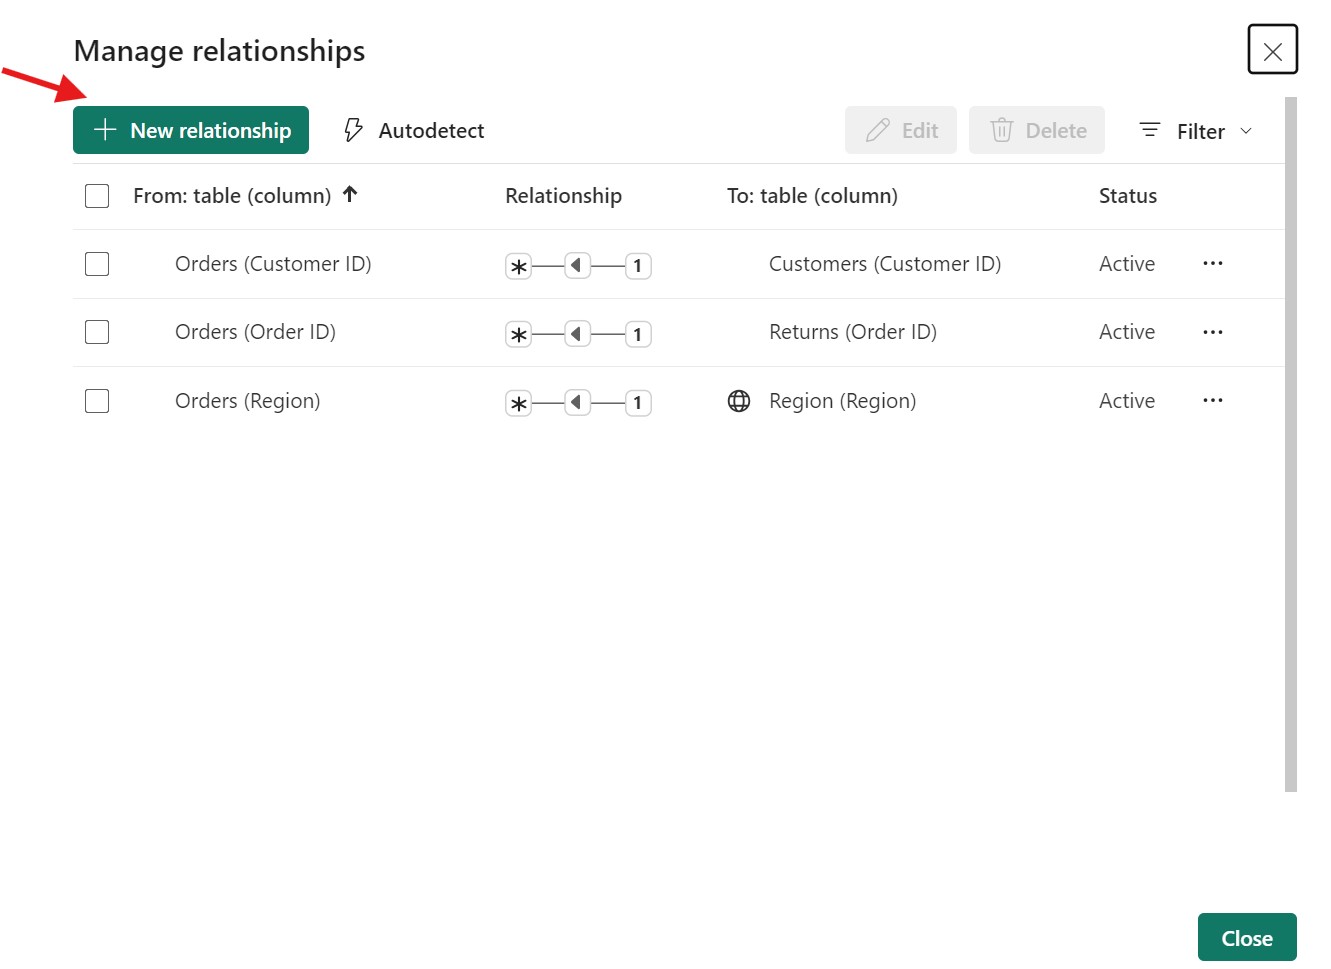 Manage relationships
New relationship Autodetect Edit Delete Filter
From: table (column) Relationship To: table (column) Status
Orders (Customer ID) * 1 Customers (Customer ID) Active ...
Orders (Order ID) * 1 Returns (Order ID) Active ...
Orders (Region) * 1 Region (Region) Active ...
Close